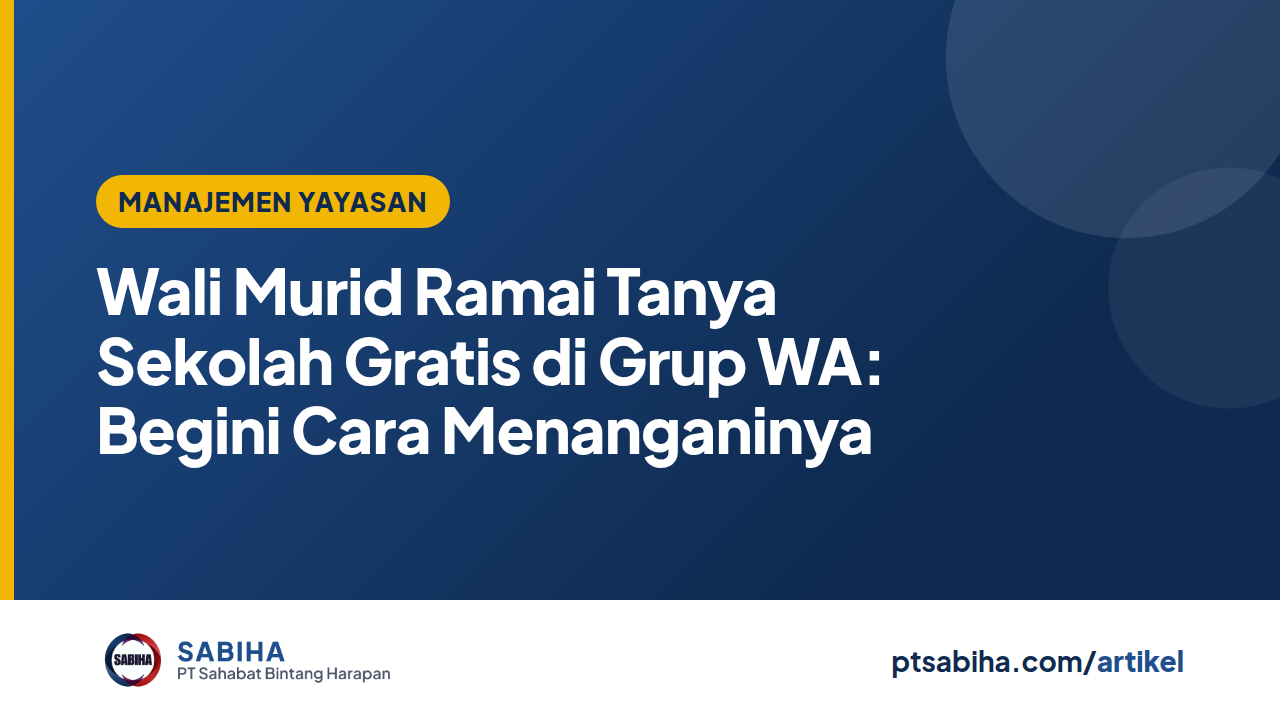 MANAJEMEN YAYASAN
Wali Murid Ramai Tanya
Sekolah Gratis di Grup WA:
Begini Cara Menanganinya
SABIHA
SABIHA
PT Sahabat Bintang Harapan
ptsabiha.com/artikel